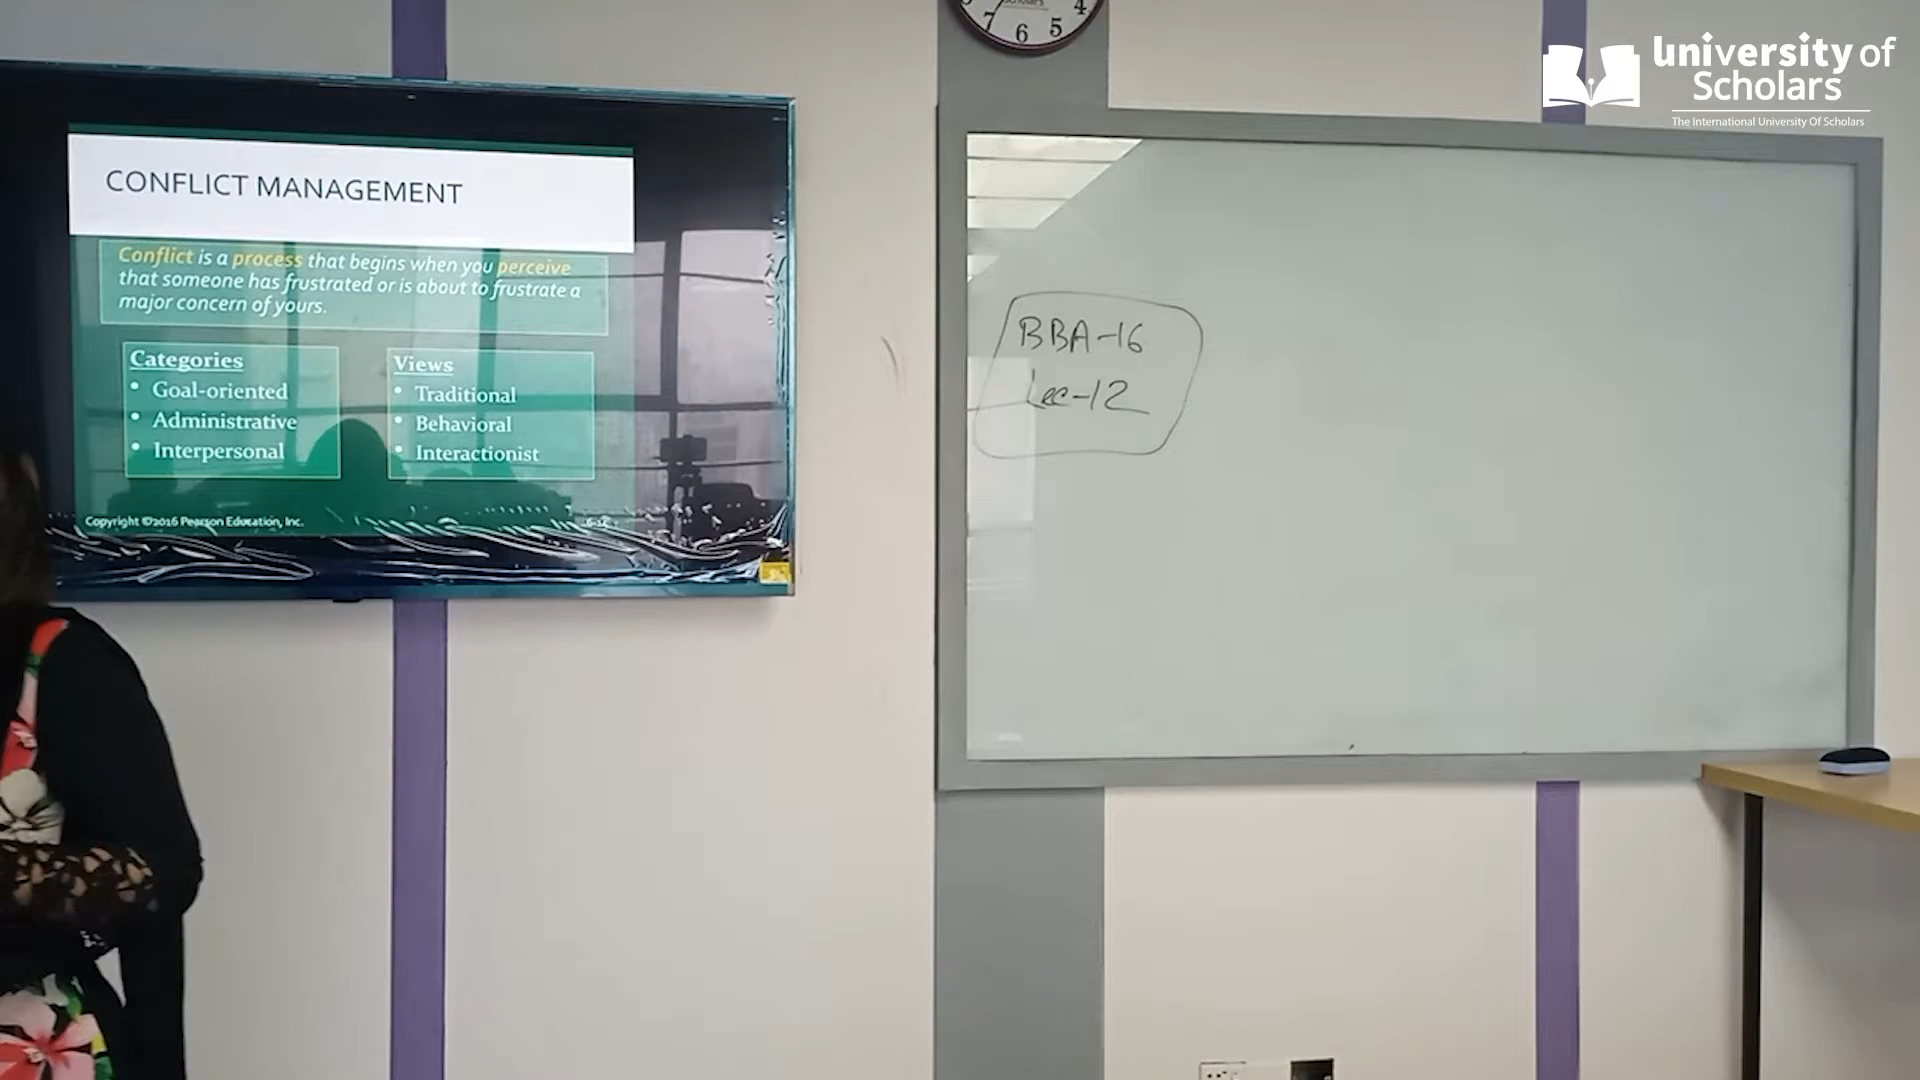 CONFLICT MANAGEMENT
Conflict is a process that begins when you perceive
that someone has frustrated or is about to frustrate a
major concern of yours.
Categories
• Goal-oriented
• Administrative
• Interpersonal
Views
• Traditional
• Behavioral
• Interactionist
Copyright ©2016 Pearson Education, Inc.
7 6 5 4
BBA-16
Lec-12
University of
Scholars
The International University Of Scholars